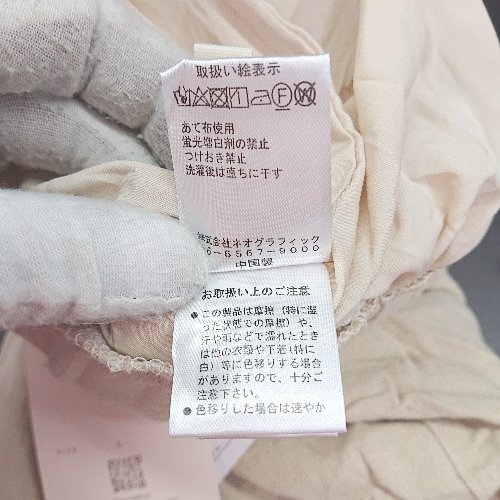 取扱い絵表示
あて布使用
蛍光増白剤の禁止
つけおき禁止
洗濯後は直ちに干す
株式会社ネオグラフィック
6-6567-9000
中国製
お取扱い上のご注意
●この製品は摩擦(特に湿
った状態での摩擦)や、
汗や雨などで濡れたとき
は他の衣類や下着(特に
白)等に色移りする場合
がありますので、十分ご
注意下さい。
●色移りした場合は速やか